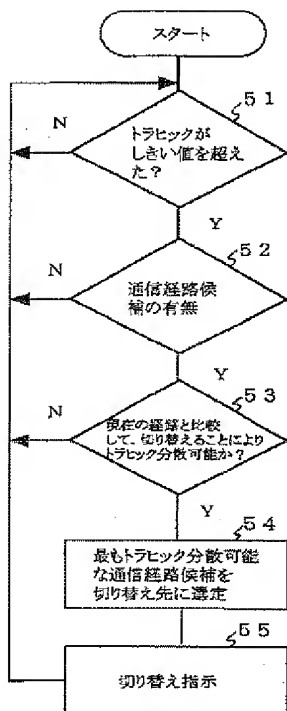 スタート
51
トラヒックが
しきい値を超え
た?
N
Y
52
通信経路候
補の有無
N
Y
53
現在の経路と比較
して、切り替えることにより
トラヒック分散可能か?
N
Y
54
最もトラヒック分散可能
な通信経路候補を
切り替え先に選定
55
切り替え指示